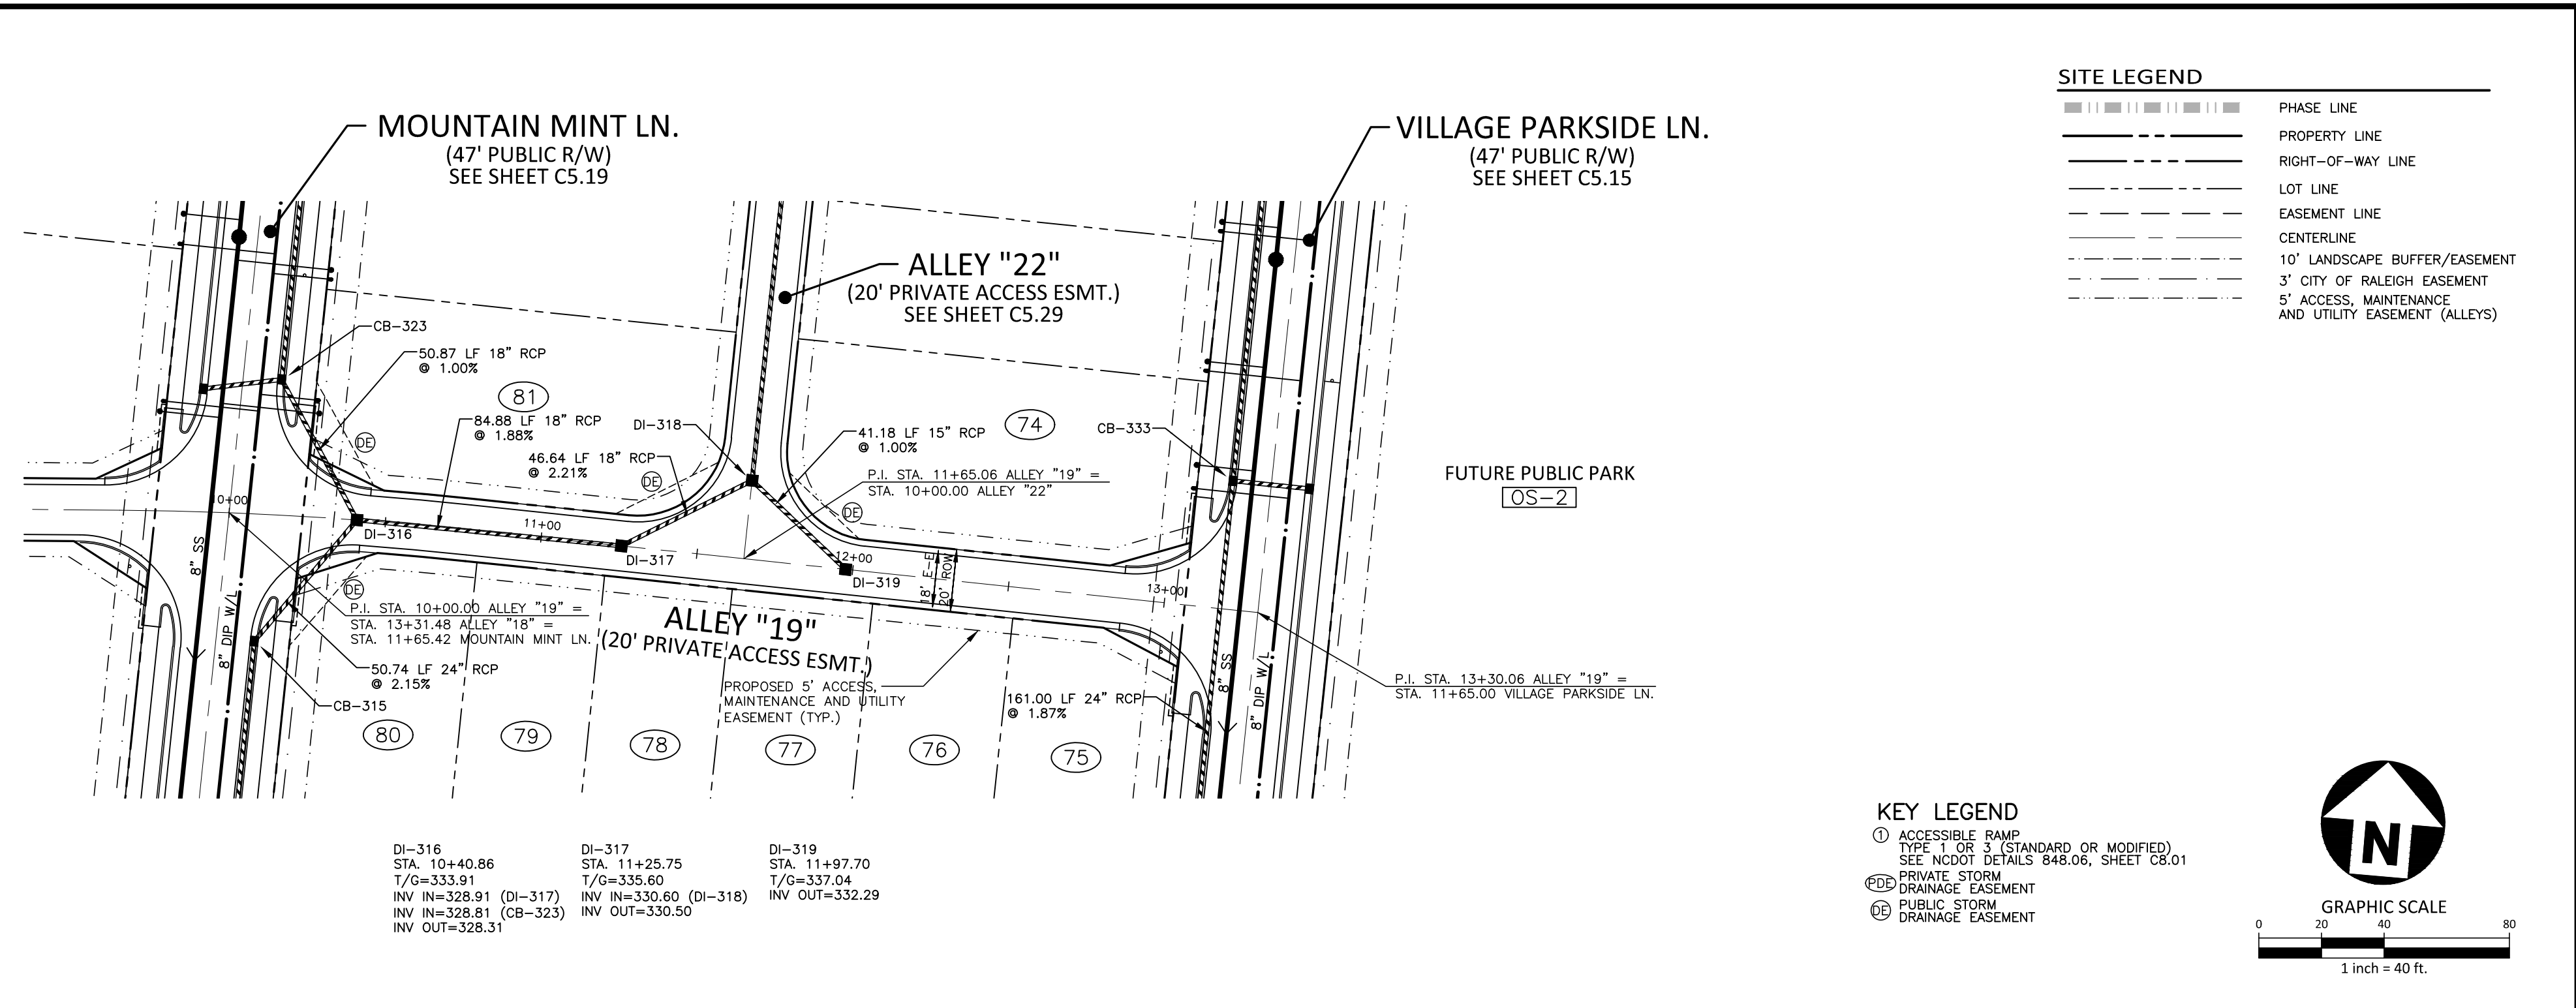 SITE LEGEND
PHASE LINE
PROPERTY LINE
RIGHT-OF-WAY LINE
LOT LINE
EASEMENT LINE
CENTERLINE
10' LANDSCAPE BUFFER/EASEMENT
3' CITY OF RALEIGH EASEMENT
5' ACCESS, MAINTENANCE
AND UTILITY EASEMENT (ALLEYS)
MOUNTAIN MINT LN.
(47' PUBLIC R/W)
SEE SHEET C5.19
VILLAGE PARKSIDE LN.
(47' PUBLIC R/W)
SEE SHEET C5.15
ALLEY "22"
(20' PRIVATE ACCESS ESMT.)
SEE SHEET C5.29
CB-323
50.87 LF 18" RCP
@ 1.00%
81
84.88 LF 18" RCP
@ 1.88%
46.64 LF 18" RCP
@ 2.21%
DI-318
41.18 LF 15" RCP
@ 1.00%
74
CB-333
P.I. STA. 11+65.06 ALLEY "19" =
STA. 10+00.00 ALLEY "22"
DE
DE
DE
FUTURE PUBLIC PARK
OS-2
10+00
11+00
12+00
13+00
DI-316
DI-317
DI-319
18' E-E
20' ROW
8" SS
8" DIP W/L
DE
P.I. STA. 10+00.00 ALLEY "19" =
STA. 13+31.48 ALLEY "18" =
STA. 11+65.42 MOUNTAIN MINT LN.
ALLEY "19"
(20' PRIVATE ACCESS ESMT.)
50.74 LF 24" RCP
@ 2.15%
CB-315
PROPOSED 5' ACCESS,
MAINTENANCE AND UTILITY
EASEMENT (TYP.)
161.00 LF 24" RCP
@ 1.87%
8" SS
8" DIP W/L
P.I. STA. 13+30.06 ALLEY "19" =
STA. 11+65.00 VILLAGE PARKSIDE LN.
80
79
78
77
76
75
DI-316
STA. 10+40.86
T/G=333.91
INV IN=328.91 (DI-317)
INV IN=328.81 (CB-323)
INV OUT=328.31
DI-317
STA. 11+25.75
T/G=335.60
INV IN=330.60 (DI-318)
INV OUT=330.50
DI-319
STA. 11+97.70
T/G=337.04
INV OUT=332.29
KEY LEGEND
1 ACCESSIBLE RAMP
TYPE 1 OR 3 (STANDARD OR MODIFIED)
SEE NCDOT DETAILS 848.06, SHEET C8.01
PDE PRIVATE STORM
DRAINAGE EASEMENT
DE PUBLIC STORM
DRAINAGE EASEMENT
N
GRAPHIC SCALE
0 20 40 80
1 inch = 40 ft.